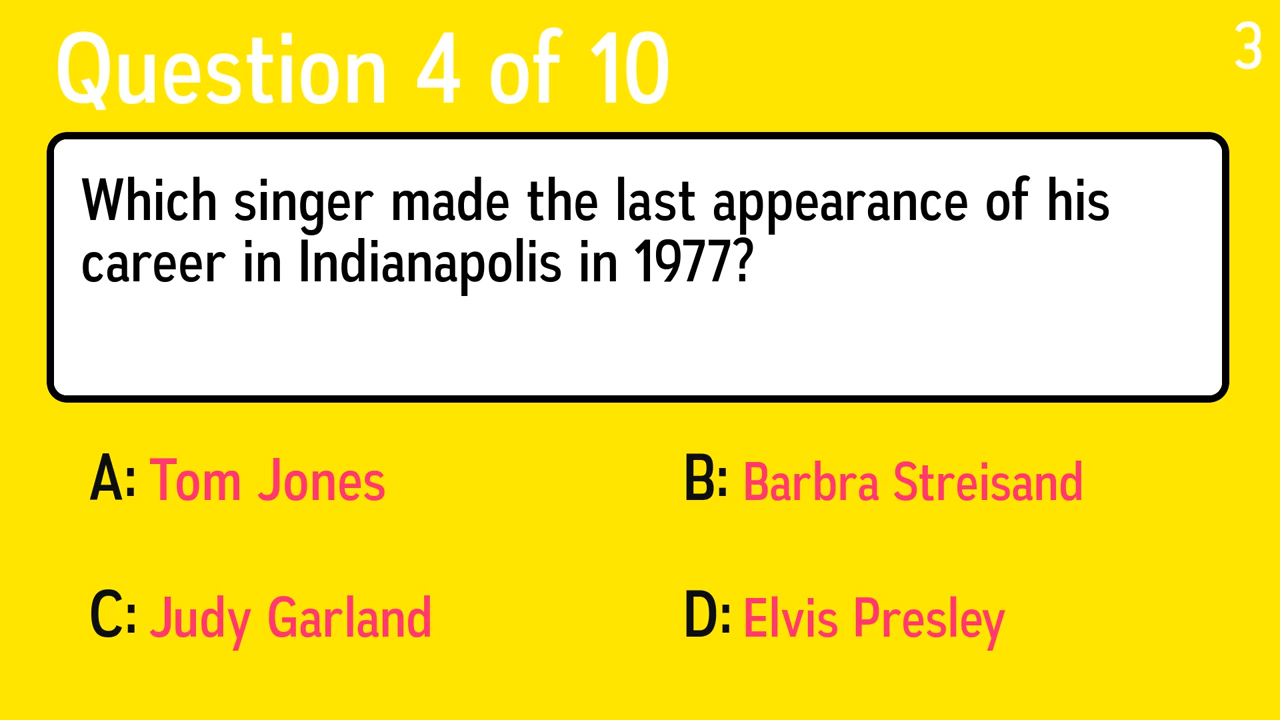 Question 4 of 10
3
Which singer made the last appearance of his
career in Indianapolis in 1977?
A: Tom Jones
B: Barbra Streisand
C: Judy Garland
D: Elvis Presley